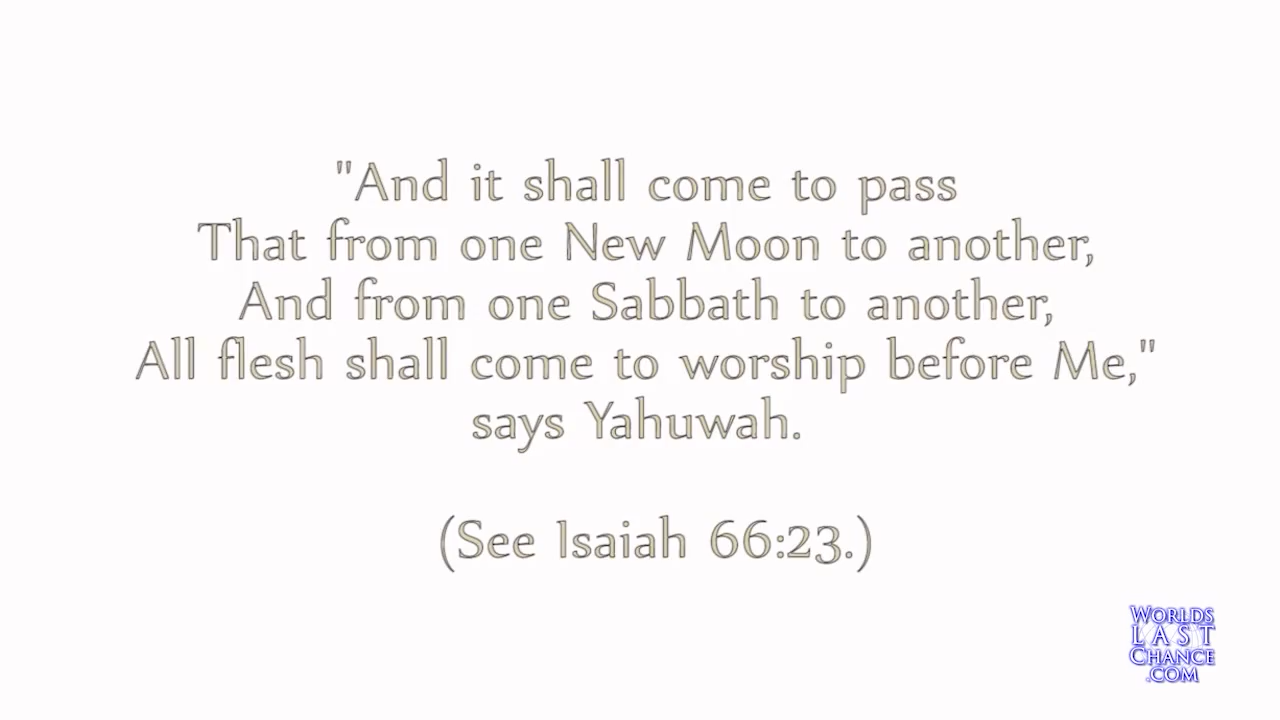 "And it shall come to pass
That from one New Moon to another,
And from one Sabbath to another,
All flesh shall come to worship before Me,"
says Yahuwah.
(See Isaiah 66:23.)
WORLDS
LAST
CHANCE
.COM